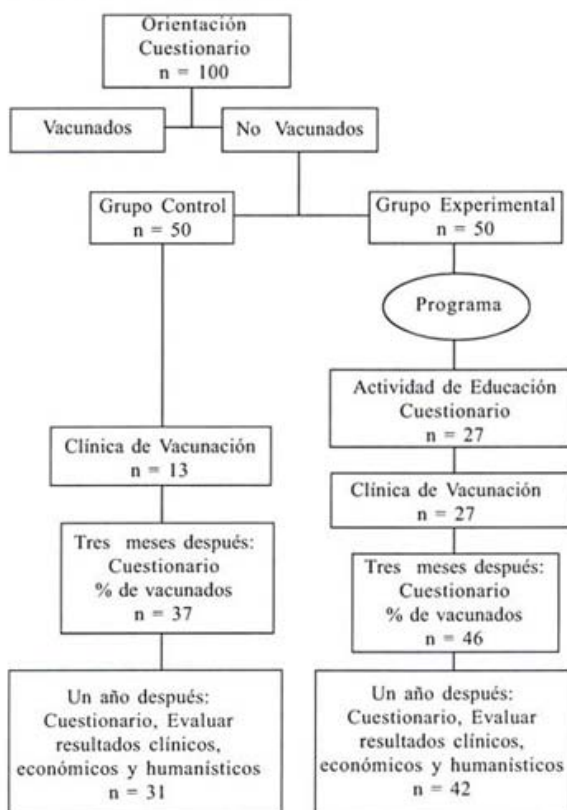 Orientación
Cuestionario
n = 100
Vacunados
No Vacunados
Grupo Control
n = 50
Grupo Experimental
n = 50
Programa
Actividad de Educación
Cuestionario
n = 27
Clínica de Vacunación
n = 13
Clínica de Vacunación
n = 27
Tres meses después:
Cuestionario
% de vacunados
n = 37
Tres meses después:
Cuestionario
% de vacunados
n = 46
Un año después:
Cuestionario, Evaluar
resultados clínicos,
económicos y humanísticos
n = 31
Un año después:
Cuestionario, Evaluar
resultados clínicos,
económicos y humanísticos
n = 42